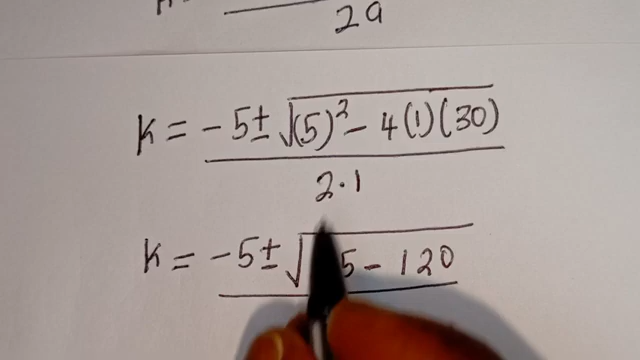 2a
K = -5 ± √(5)² - 4(1)(30)
2·1
K = -5 ± √ 5 - 120